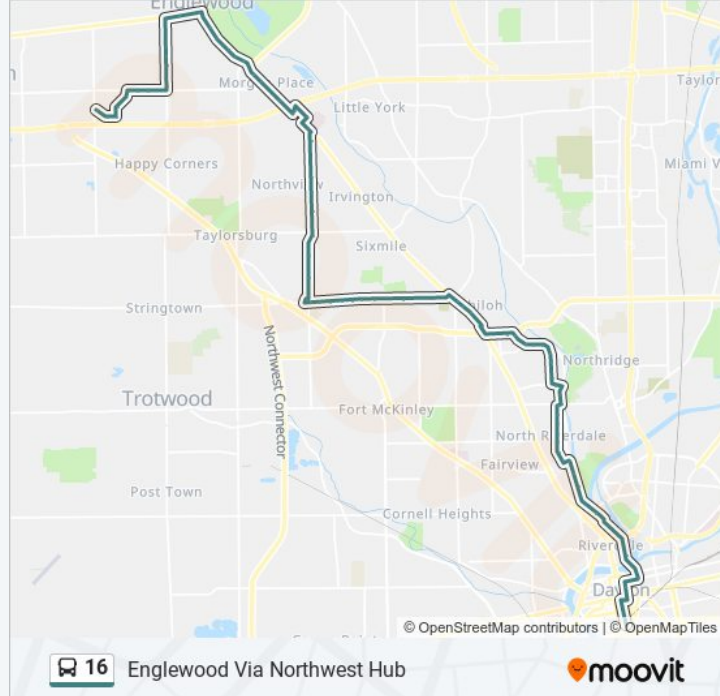 Englewood
Morgan Place
Taylor
Little York
Happy Corners
Miami V
Northview
Irvington
Taylorsburg
Sixmile
Stringtown
Shiloh
Northwest Connector
Northridge
Trotwood
Fort McKinley
North Riverdale
Fairview
Post Town
Cornell Heights
Riverdale
Dayton
© OpenStreetMap contributors | © OpenMapTiles
16 Englewood Via Northwest Hub
moovit